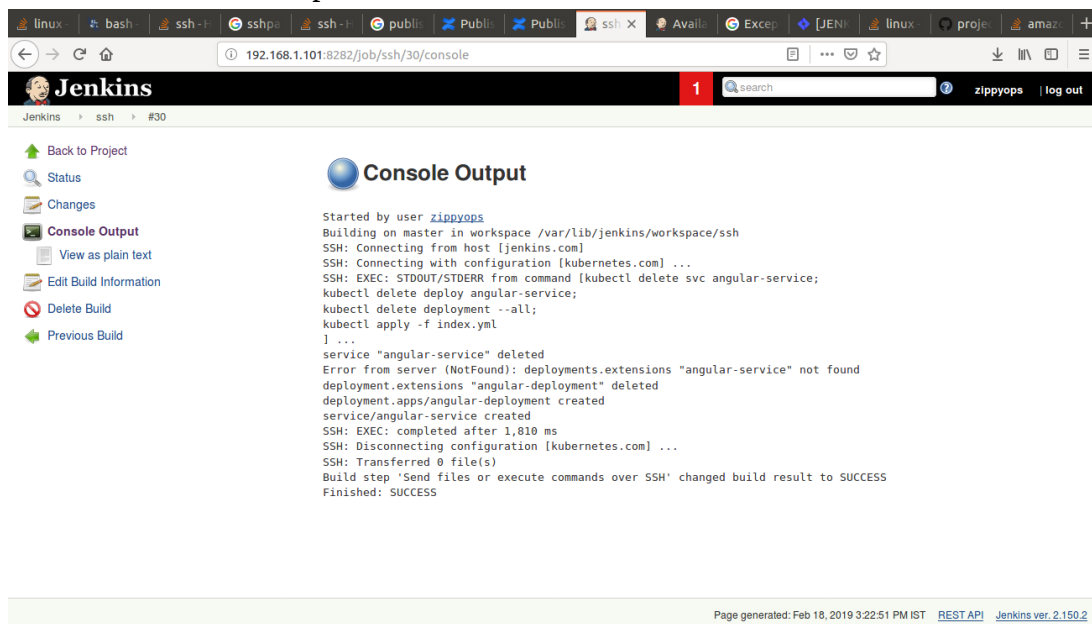 linux-
bash-
ssh - H
sshpa
ssh - H
publis
Publis
Publis
ssh
Availa
Excep
[JENK
linux-
projec
amazo
192.168.1.101:8282/job/ssh/30/console
Jenkins
1
search
zippyops | log out
Jenkins ssh #30
Back to Project
Status
Changes
Console Output
View as plain text
Edit Build Information
Delete Build
Previous Build
Console Output
Started by user zippyops
Building on master in workspace /var/lib/jenkins/workspace/ssh
SSH: Connecting from host [jenkins.com]
SSH: Connecting with configuration [kubernetes.com] ...
SSH: EXEC: STDOUT/STDERR from command [kubectl delete svc angular-service;
kubectl delete deploy angular-service;
kubectl delete deployment --all;
kubectl apply -f index.yml
] ...
service "angular-service" deleted
Error from server (NotFound): deployments.extensions "angular-service" not found
deployment.extensions "angular-deployment" deleted
deployment.apps/angular-deployment created
service/angular-service created
SSH: EXEC: completed after 1,810 ms
SSH: Disconnecting configuration [kubernetes.com] ...
SSH: Transferred 0 file(s)
Build step 'Send files or execute commands over SSH' changed build result to SUCCESS
Finished: SUCCESS
Page generated: Feb 18, 2019 3:22:51 PM IST REST API Jenkins ver. 2.150.2